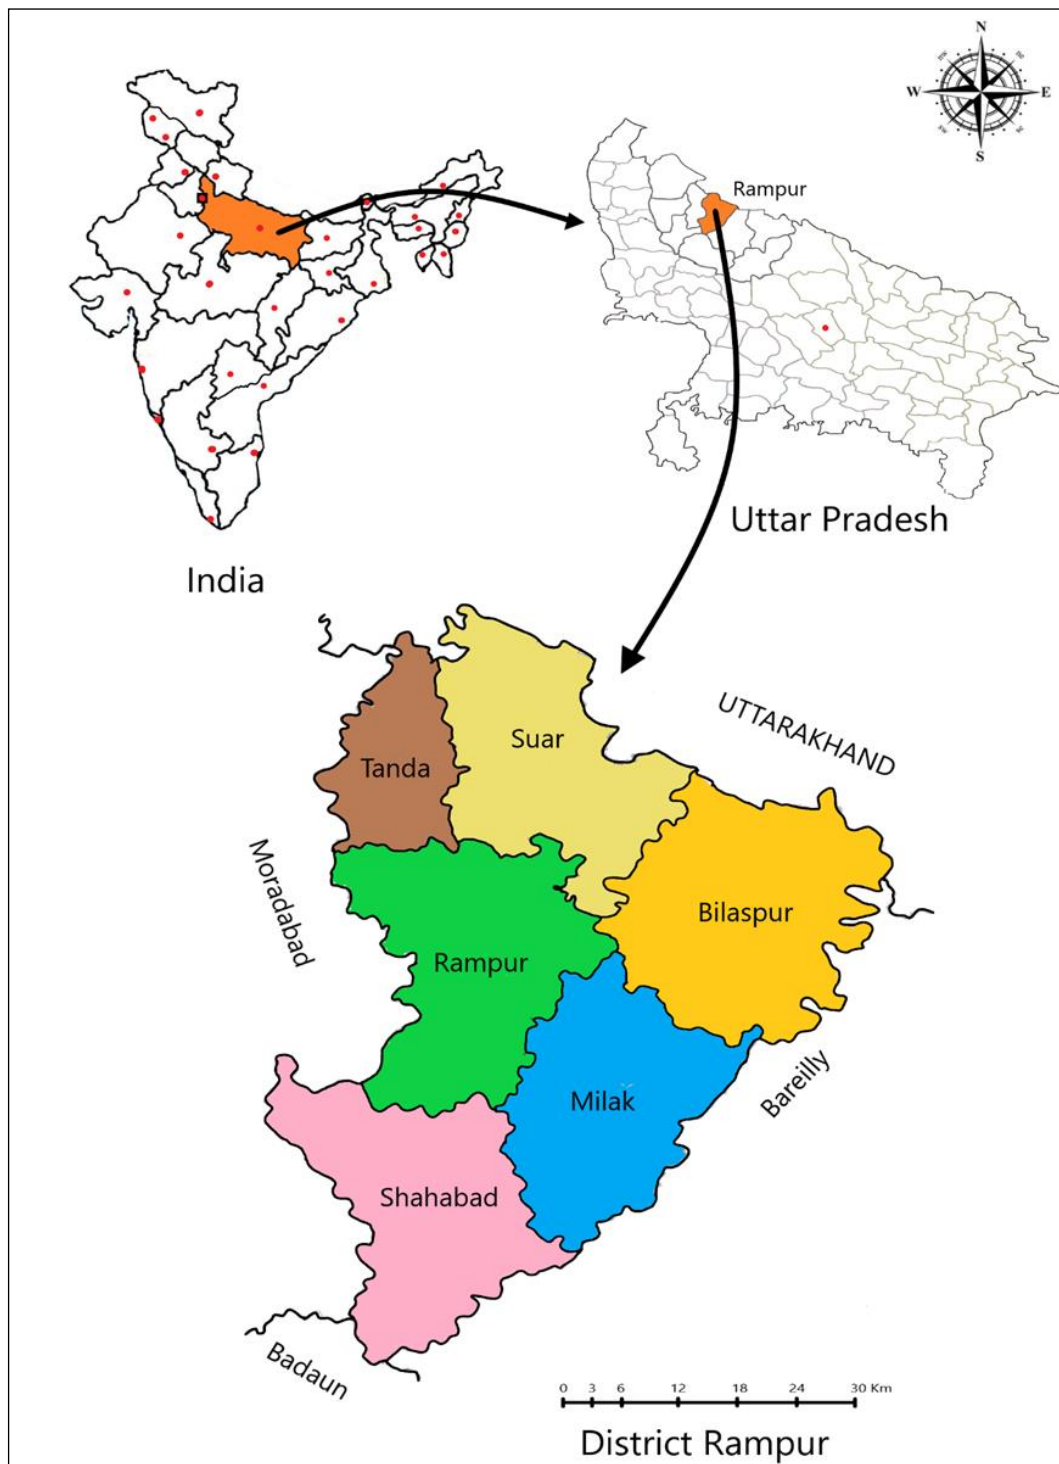 N
W
E
S
Rampur
Uttar Pradesh
India
UTTARAKHAND
Suar
Tanda
Moradabad
Bilaspur
Rampur
Bareilly
Milak
Shahabad
Badaun
0 3 6 12 18 24 30 Km
District Rampur